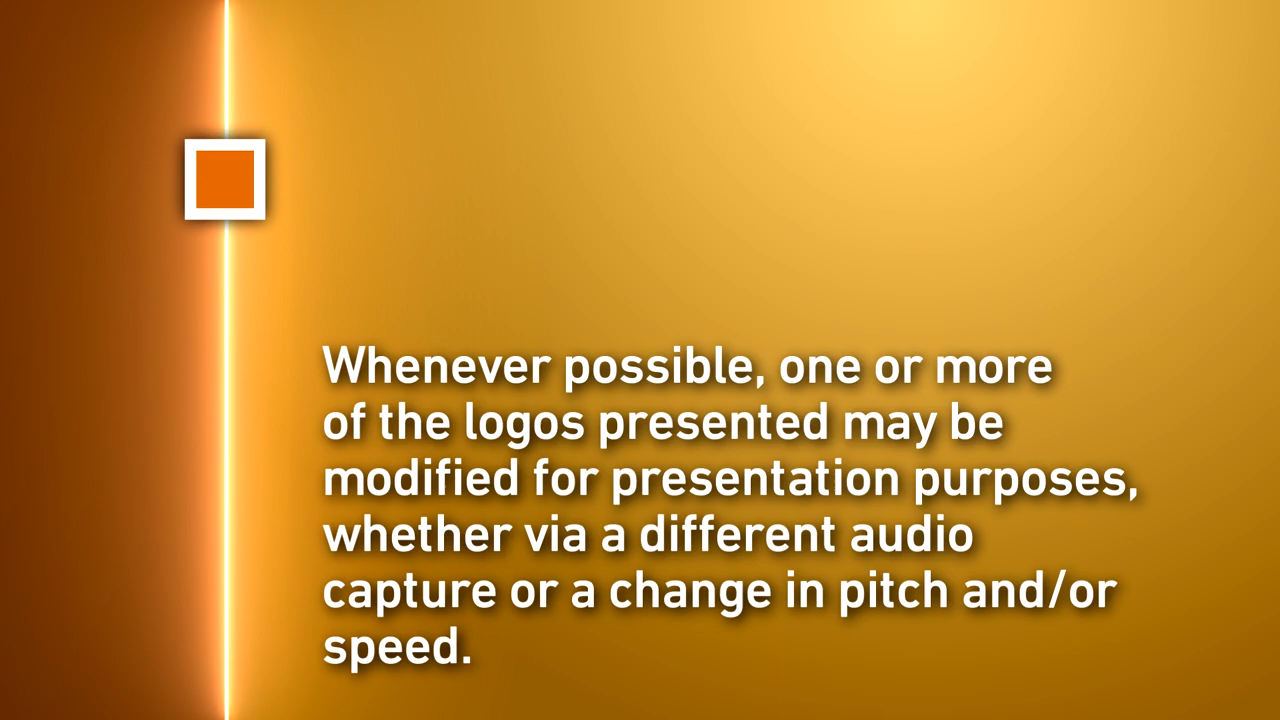 Whenever possible, one or more
of the logos presented may be
modified for presentation purposes,
whether via a different audio
capture or a change in pitch and/or
speed.